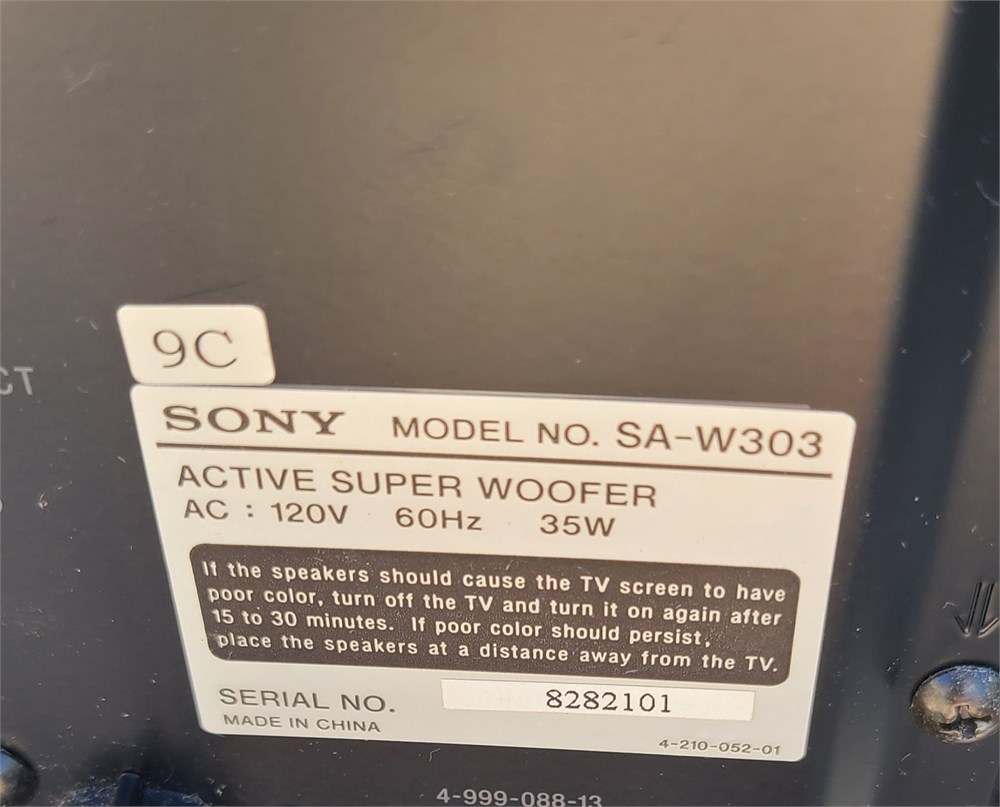 9C
CT
SONY MODEL NO. SA-W303
ACTIVE SUPER WOOFER
AC : 120V 60Hz 35W
If the speakers should cause the TV screen to have
poor color, turn off the TV and turn it on again after
15 to 30 minutes. If poor color should persist,
place the speakers at a distance away from the TV.
SERIAL NO. 8282101
MADE IN CHINA
4-210-052-01
4-999-088-13